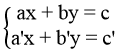 ax + by = c
a'x + b'y = c'